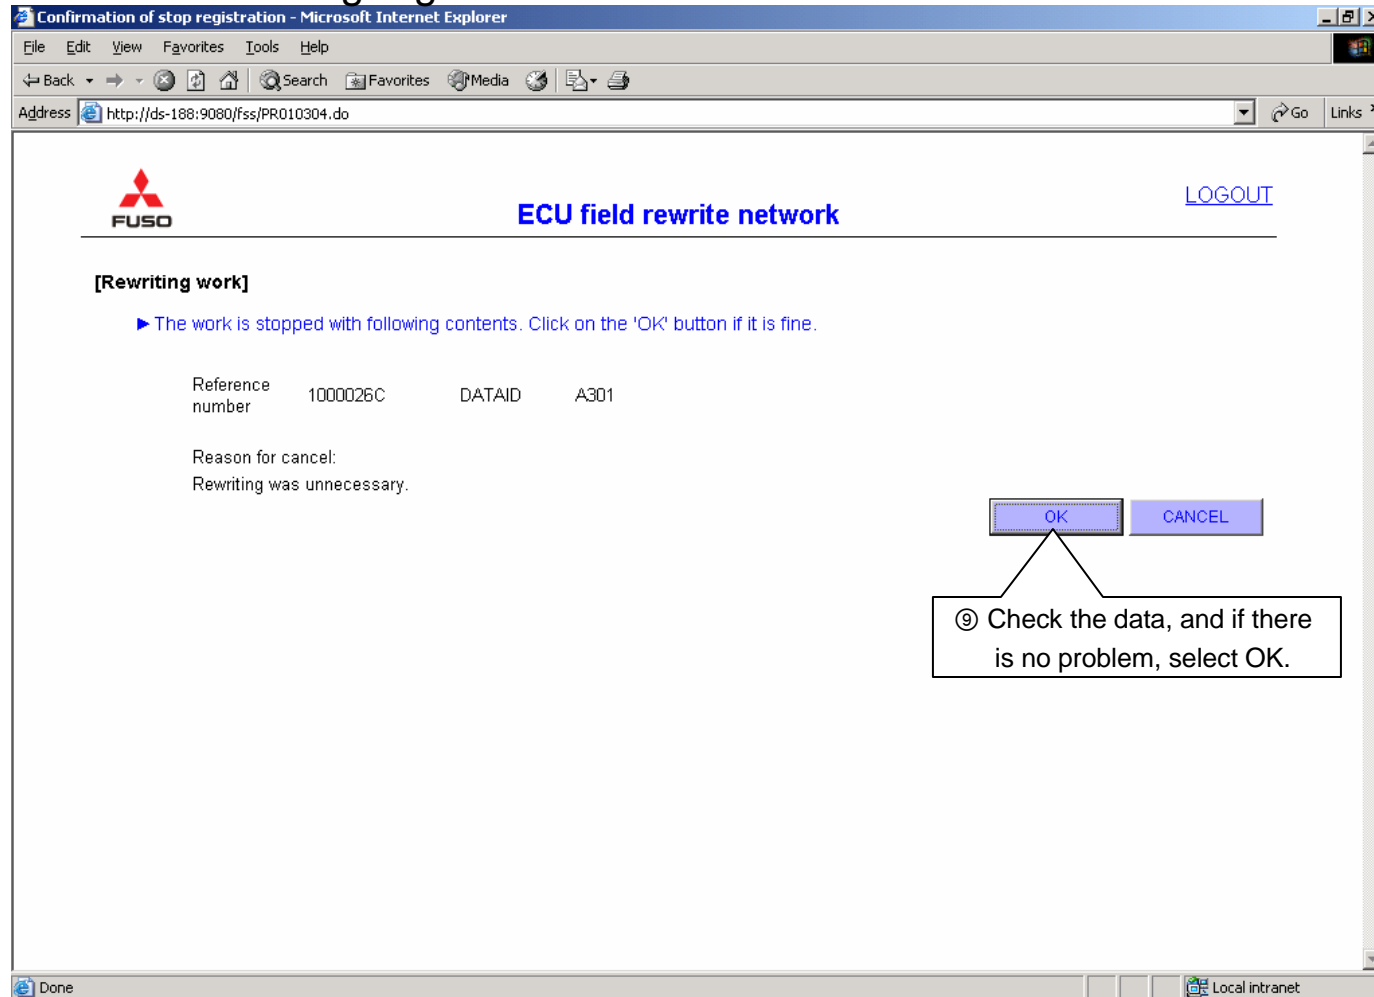 Confirmation of stop registration - Microsoft Internet Explorer
File Edit View Favorites Tools Help
Back Search Favorites Media
Address http://ds-188:9080/fss/PR010304.do Go Links
FUSO
ECU field rewrite network
LOGOUT
[Rewriting work]
►The work is stopped with following contents. Click on the 'OK' button if it is fine.
Reference
number 1000026C DATAID A301
Reason for cancel:
Rewriting was unnecessary.
OK CANCEL
⑨ Check the data, and if there
is no problem, select OK.
Done Local intranet